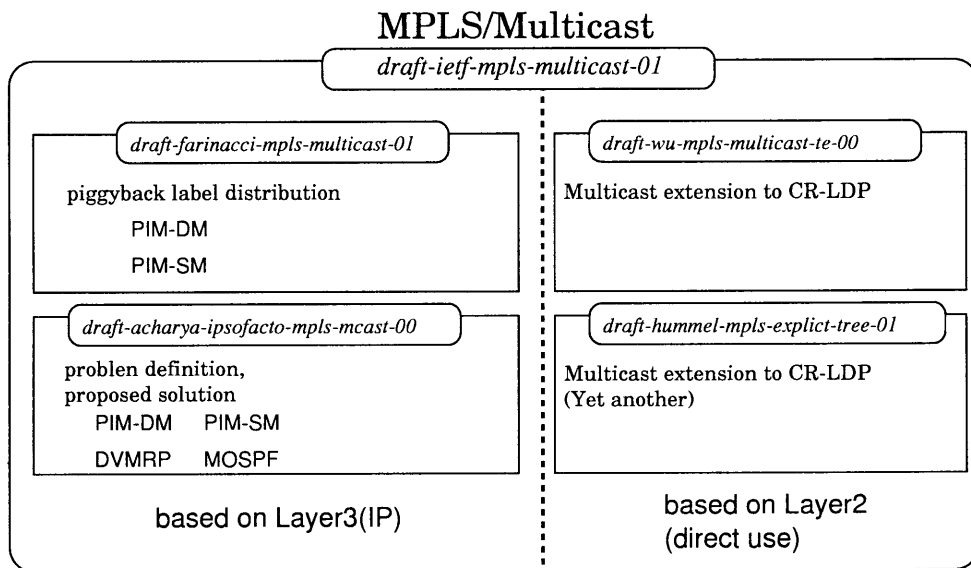 MPLS/Multicast
draft-ietf-mpls-multicast-01
draft-farinacci-mpls-multicast-01
piggyback label distribution
PIM-DM
PIM-SM
draft-acharya-ipsofacto-mpls-mcast-00
problen definition,
proposed solution
PIM-DM PIM-SM
DVMRP MOSPF
based on Layer3(IP)
draft-wu-mpls-multicast-te-00
Multicast extension to CR-LDP
draft-hummel-mpls-explict-tree-01
Multicast extension to CR-LDP
(Yet another)
based on Layer2
(direct use)